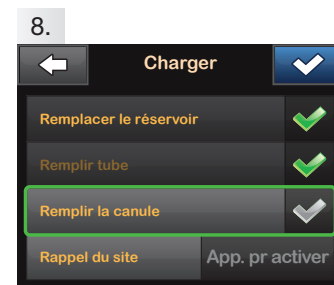 8.
Charger
Remplacer le réservoir
Remplir tube
Remplir la canule
Rappel du site App. pr activer